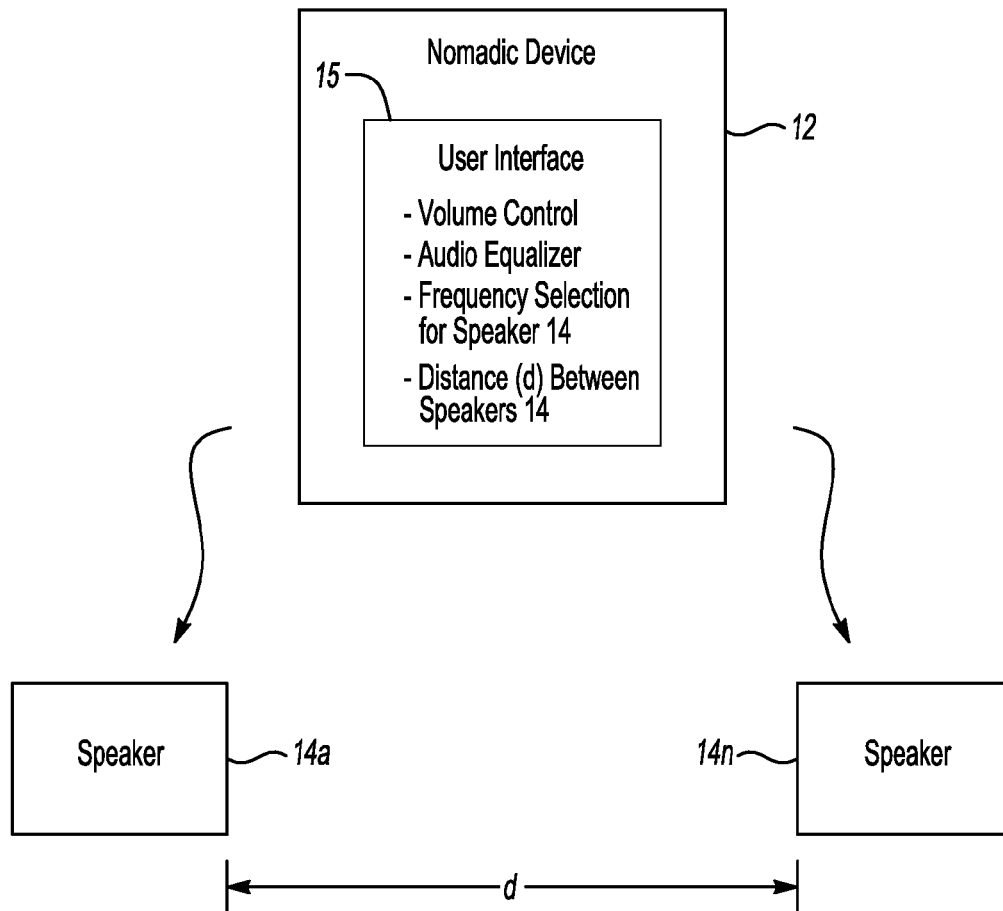 Nomadic Device
15
12
User Interface
- Volume Control
- Audio Equalizer
- Frequency Selection
for Speaker 14
- Distance (d) Between
Speakers 14
Speaker
14a
14n
Speaker
d